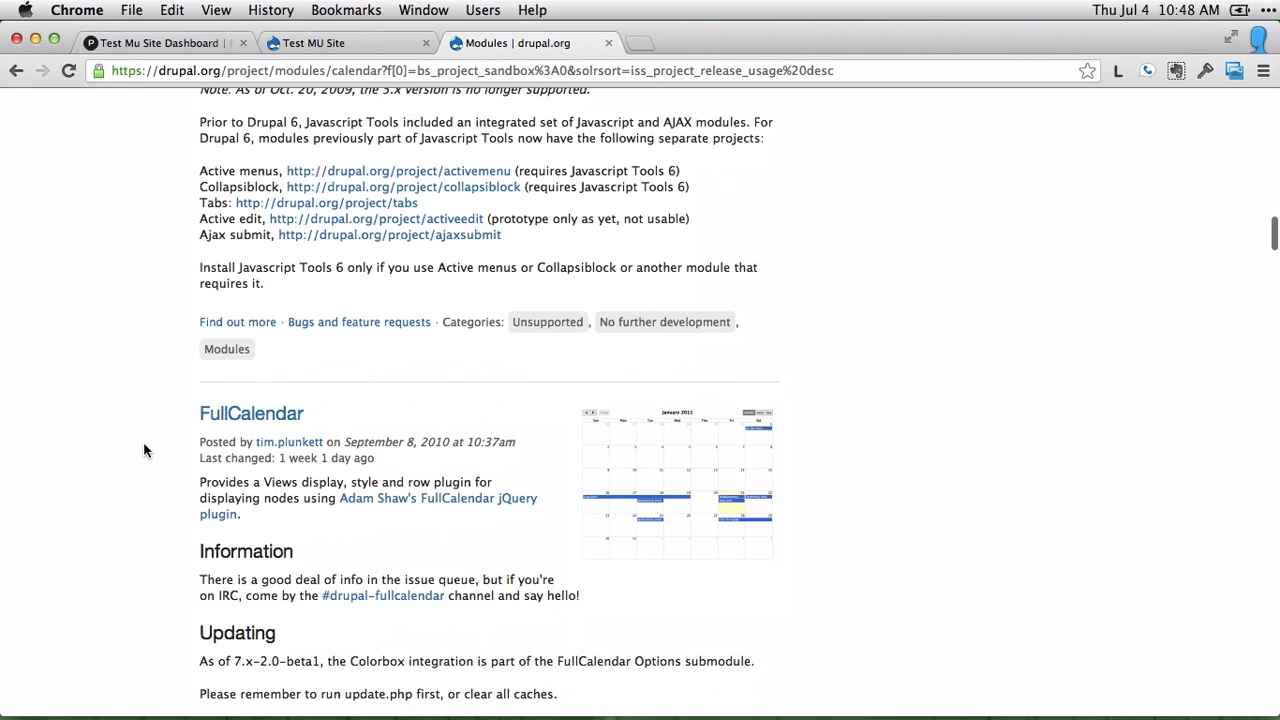 Chrome File Edit View History Bookmarks Window Users Help Thu Jul 4 10:48 AM
Test Mu Site Dashboard | P Test MU Site Modules | drupal.org
https://drupal.org/project/modules/calendar?f[0]=bs_project_sandbox%3A0&solrsort=iss_project_release_usage%20desc
Note: As of Oct. 20, 2009, the 5.x version is no longer supported.
Prior to Drupal 6, Javascript Tools included an integrated set of Javascript and AJAX modules. For
Drupal 6, modules previously part of Javascript Tools now have the following separate projects:
Active menus, http://drupal.org/project/activemenu (requires Javascript Tools 6)
Collapsiblock, http://drupal.org/project/collapsiblock (requires Javascript Tools 6)
Tabs: http://drupal.org/project/tabs
Active edit, http://drupal.org/project/activeedit (prototype only as yet, not usable)
Ajax submit, http://drupal.org/project/ajaxsubmit
Install Javascript Tools 6 only if you use Active menus or Collapsiblock or another module that
requires it.
Find out more · Bugs and feature requests · Categories: Unsupported , No further development ,
Modules
FullCalendar
January 2011
Posted by tim.plunkett on September 8, 2010 at 10:37am
Last changed: 1 week 1 day ago
Provides a Views display, style and row plugin for
displaying nodes using Adam Shaw's FullCalendar jQuery
plugin.
Information
There is a good deal of info in the issue queue, but if you're
on IRC, come by the #drupal-fullcalendar channel and say hello!
Updating
As of 7.x-2.0-beta1, the Colorbox integration is part of the FullCalendar Options submodule.
Please remember to run update.php first, or clear all caches.